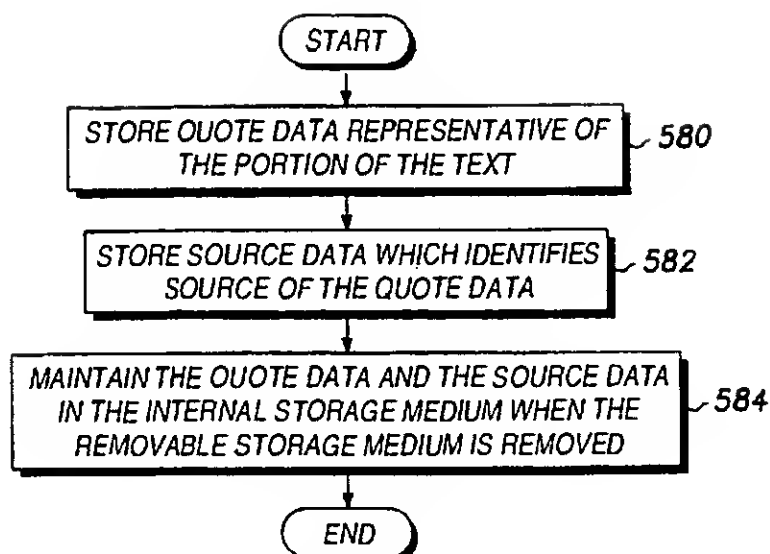 START
STORE QUOTE DATA REPRESENTATIVE OF
THE PORTION OF THE TEXT
580
STORE SOURCE DATA WHICH IDENTIFIES
SOURCE OF THE QUOTE DATA
582
MAINTAIN THE QUOTE DATA AND THE SOURCE DATA
IN THE INTERNAL STORAGE MEDIUM WHEN THE
REMOVABLE STORAGE MEDIUM IS REMOVED
584
END